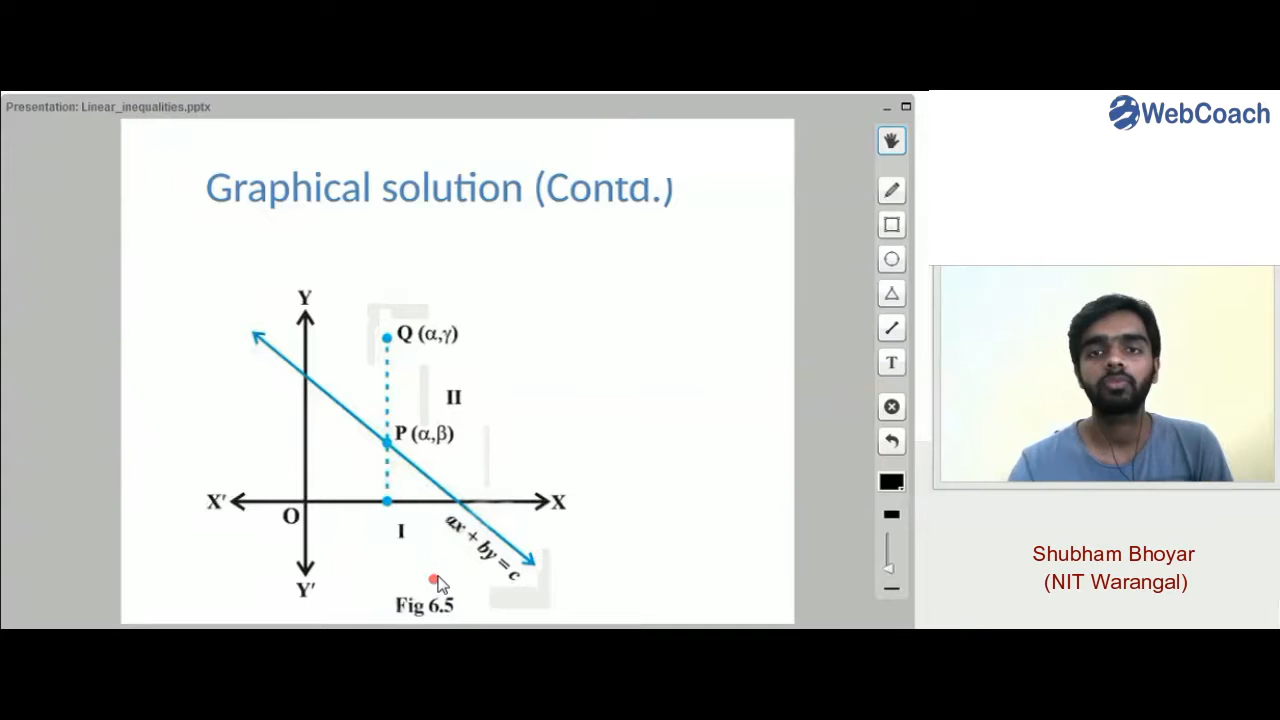 Presentation: Linear_inequalities.pptx
WebCoach
Graphical solution (Contd.)
Y
Q (α,γ)
II
P (α,β)
X′
X
O
I
ax + by = c
Y′
Fig 6.5
T
Shubham Bhoyar
(NIT Warangal)